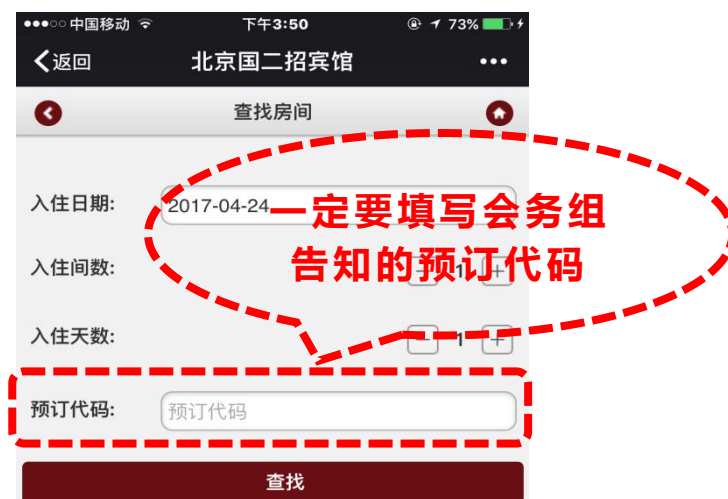 中国移动 下午3:50 73%
返回 北京国二招宾馆
查找房间
入住日期: 2017-04-24
一定要填写会务组
告知的预订代码
入住间数: 1
入住天数: 1
预订代码: 预订代码
查找